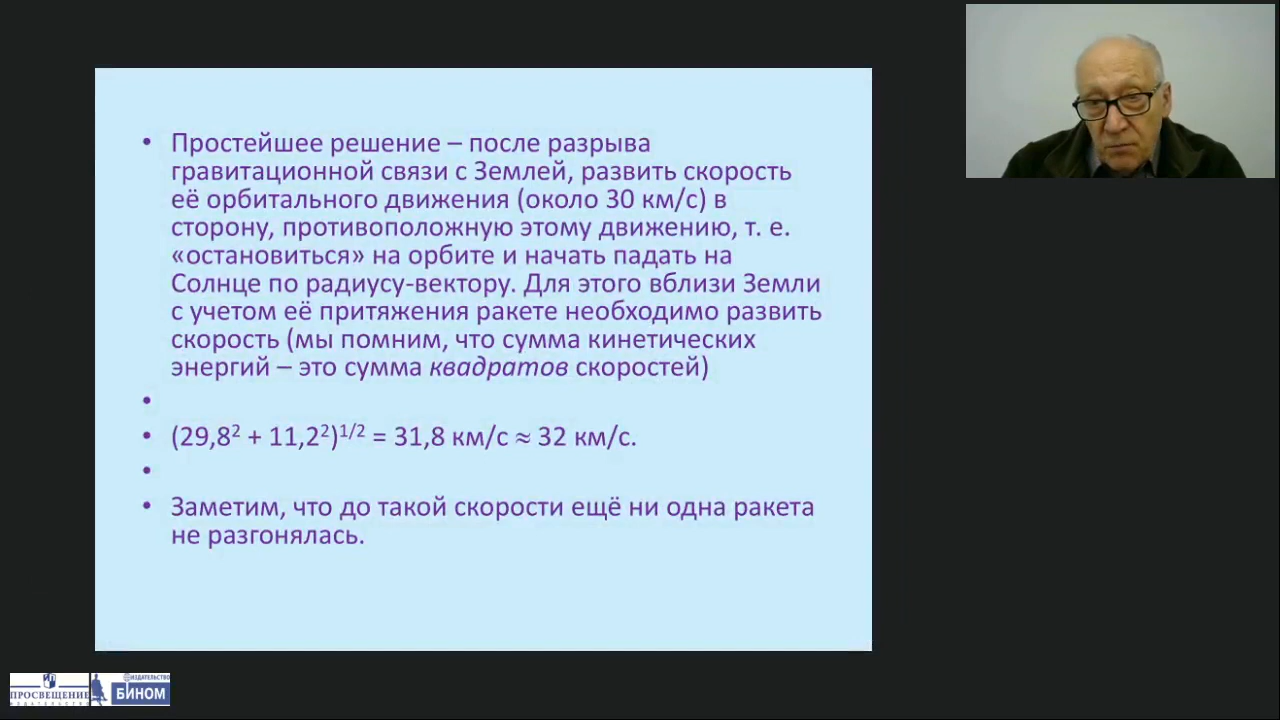 • Простейшее решение – после разрыва
гравитационной связи с Землей, развить скорость
её орбитального движения (около 30 км/с) в
сторону, противоположную этому движению, т. е.
«остановиться» на орбите и начать падать на
Солнце по радиусу-вектору. Для этого вблизи Земли
с учетом её притяжения ракете необходимо развить
скорость (мы помним, что сумма кинетических
энергий – это сумма квадратов скоростей)
•
• (29,8² + 11,2²)¹ᐟ² = 31,8 км/с ≈ 32 км/с.
•
• Заметим, что до такой скорости ещё ни одна ракета
не разгонялась.
ПРОСВЕЩЕНИЕ
ИЗДАТЕЛЬСТВО
ИЗДАТЕЛЬСТВО
БИНОМ